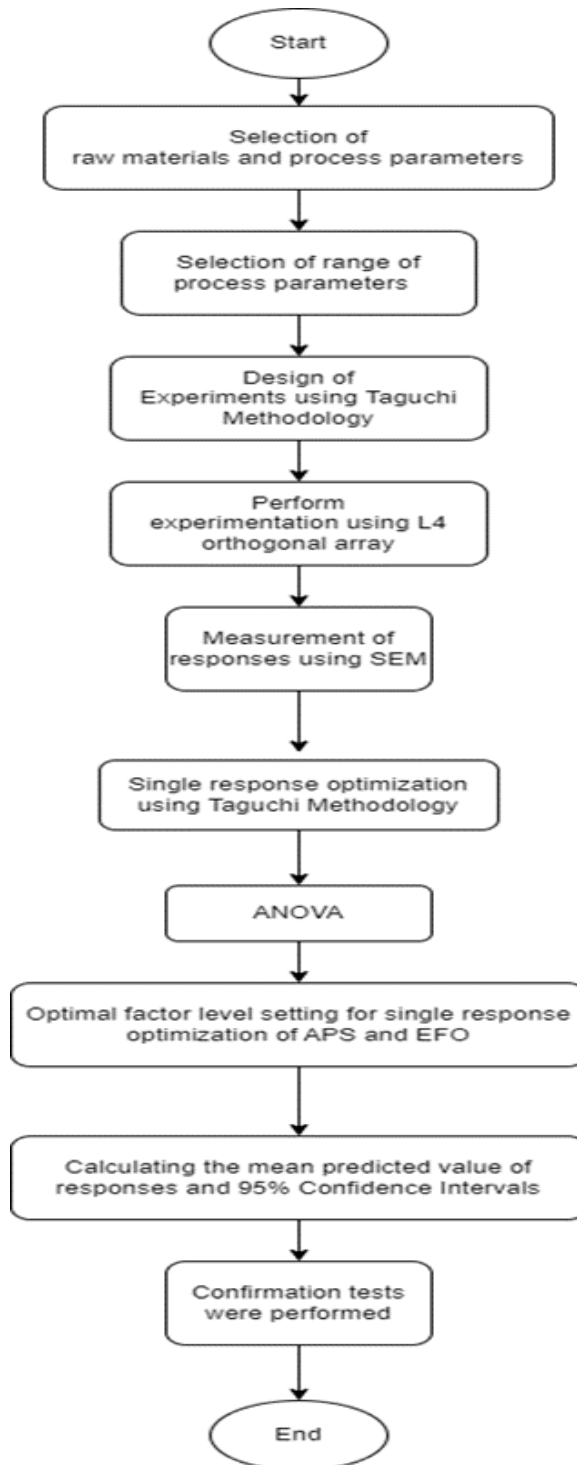 Start
Selection of
raw materials and process parameters
Selection of range of
process parameters
Design of
Experiments using Taguchi
Methodology
Perform
experimentation using L4
orthogonal array
Measurement of
responses using SEM
Single response optimization
using Taguchi Methodology
ANOVA
Optimal factor level setting for single response
optimization of APS and EFO
Calculating the mean predicted value of
responses and 95% Confidence Intervals
Confirmation tests
were performed
End